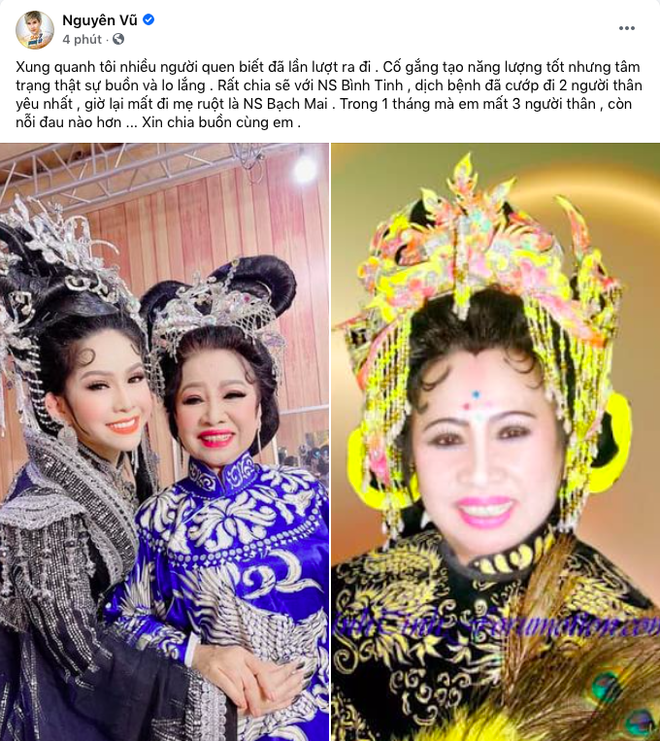 Nguyên Vũ
4 phút ·
Xung quanh tôi nhiều người quen biết đã lần lượt ra đi . Cố gắng tạo năng lượng tốt nhưng tâm
trạng thật sự buồn và lo lắng . Rất chia sẽ với NS Bình Tinh , dịch bệnh đã cướp đi 2 người thân
yêu nhất , giờ lại mất đi mẹ ruột là NS Bạch Mai . Trong 1 tháng mà em mất 3 người thân , còn
nỗi đau nào hơn ... Xin chia buồn cùng em .